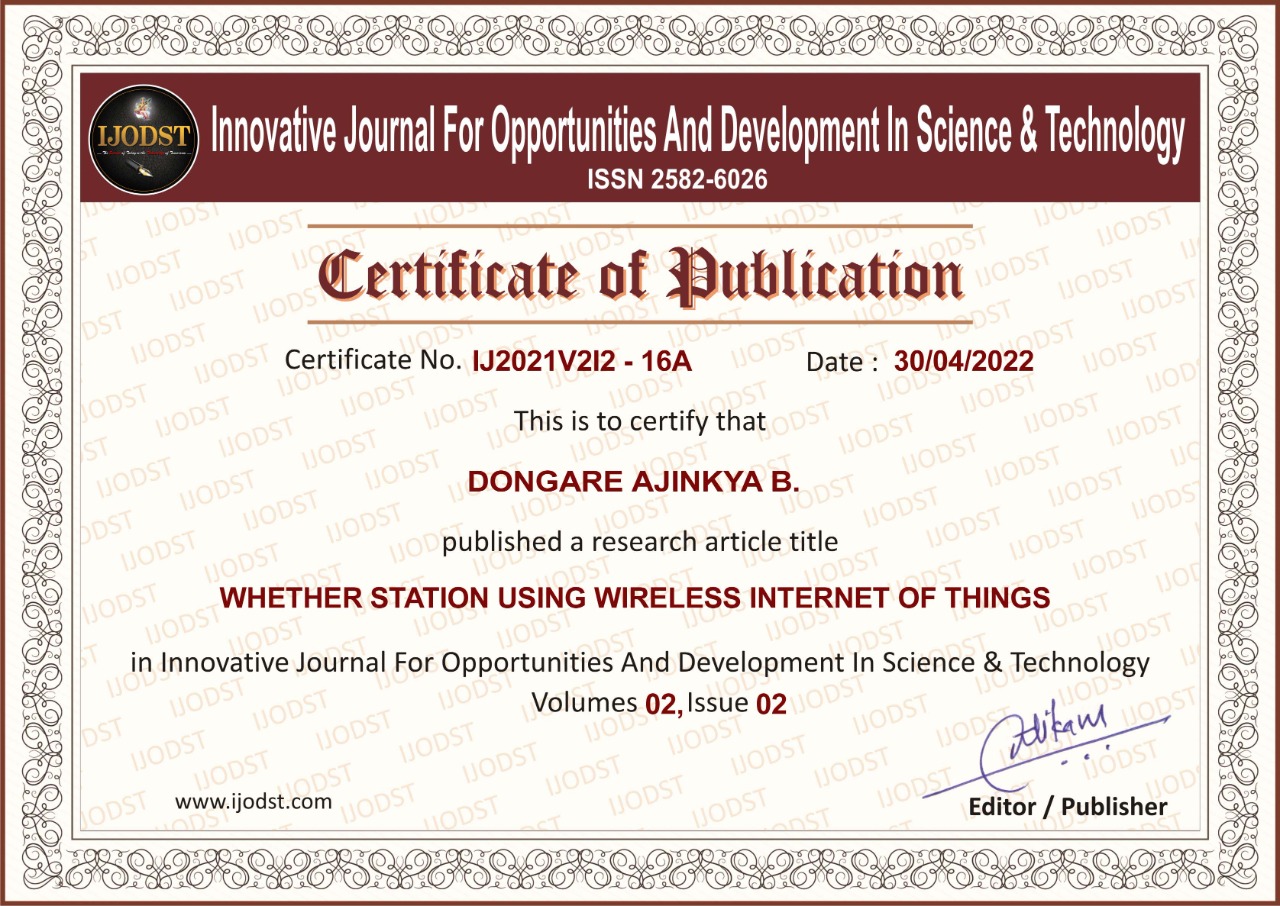 IJODST
Innovative Journal For Opportunities And Development In Science & Technology
ISSN 2582-6026
Certificate of Publication
Certificate No. IJ2021V2I2 - 16A Date : 30/04/2022
This is to certify that
DONGARE AJINKYA B.
published a research article title
WHETHER STATION USING WIRELESS INTERNET OF THINGS
in Innovative Journal For Opportunities And Development In Science & Technology
Volumes 02, Issue 02
www.ijodst.com
Editor / Publisher